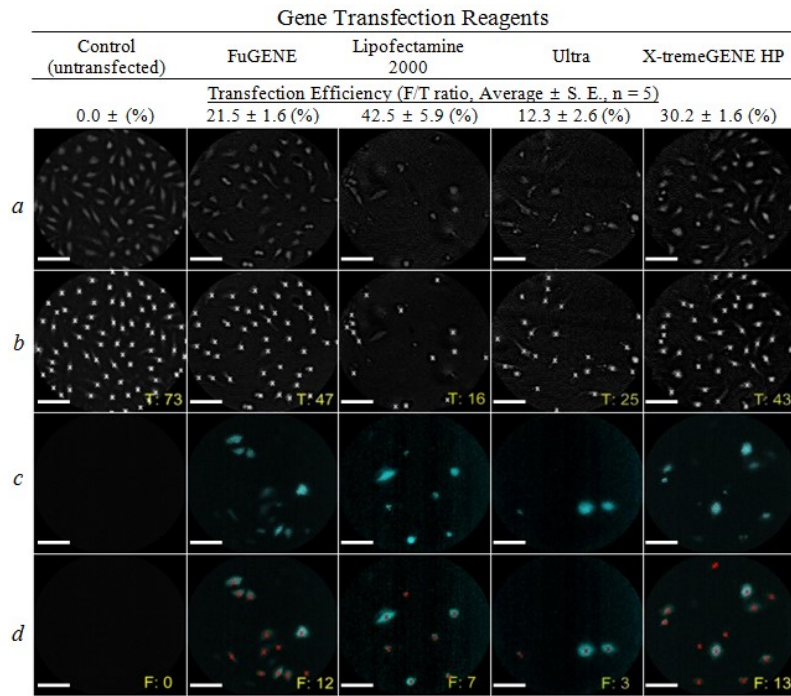 Gene Transfection Reagents
Control (untransfected) FuGENE Lipofectamine 2000 Ultra X-tremeGENE HP
Transfection Efficiency (F/T ratio, Average ± S. E., n = 5)
0.0 ± (%) 21.5 ± 1.6 (%) 42.5 ± 5.9 (%) 12.3 ± 2.6 (%) 30.2 ± 1.6 (%)
a
b
T: 73 T: 47 T: 16 T: 25 T: 43
c
d
F: 0 F: 12 F: 7 F: 3 F: 13